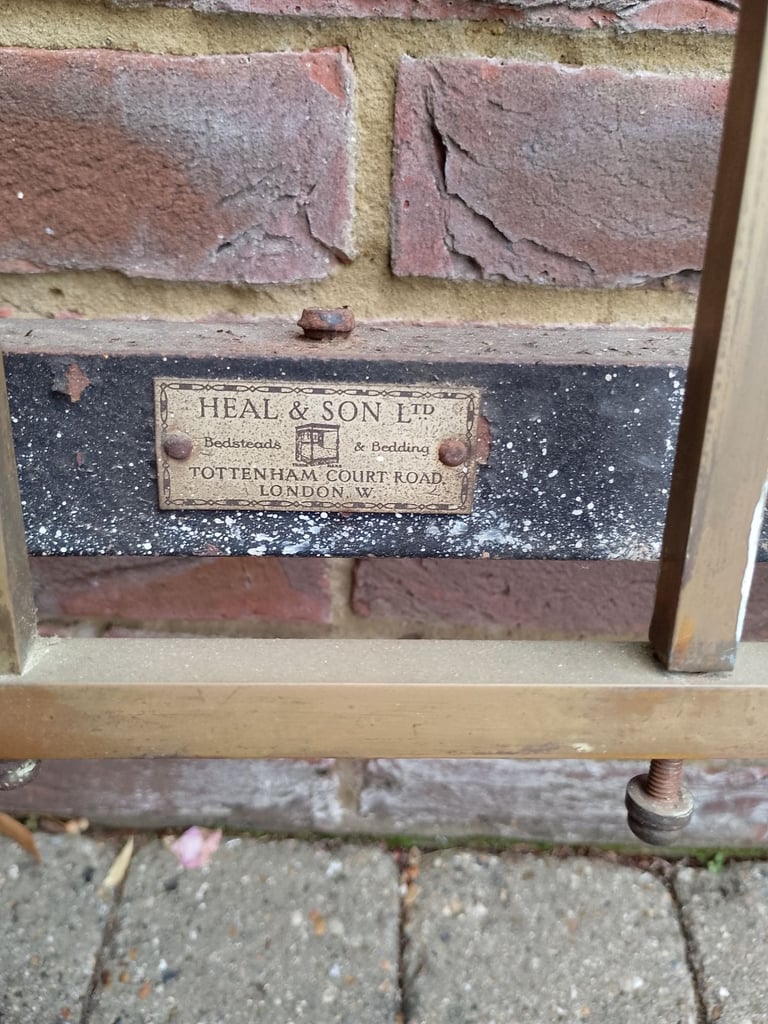 HEAL & SON LTD
Bedsteads & Bedding
TOTTENHAM COURT ROAD,
LONDON. W.